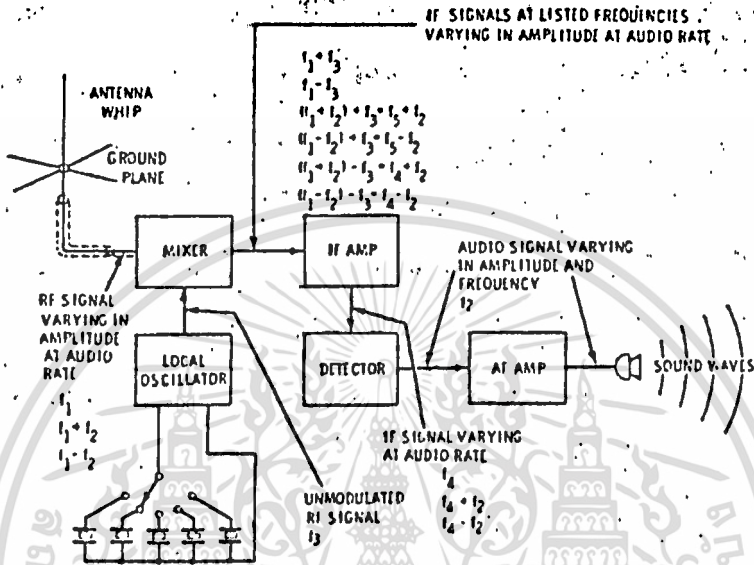 IF SIGNALS AT LISTED FREQUENCIES
VARYING IN AMPLITUDE AT AUDIO RATE
f₁ + f₃
f₁ - f₃
(f₁ + f₂) + f₃ = f₅ + f₂
(f₁ - f₂) + f₃ = f₅ - f₂
(f₁ + f₂) - f₃ = f₄ + f₂
(f₁ - f₂) - f₃ = f₄ - f₂
ANTENNA
WHIP
GROUND
PLANE
MIXER
IF AMP
AUDIO SIGNAL VARYING
IN AMPLITUDE AND
FREQUENCY
f₂
RF SIGNAL
VARYING IN
AMPLITUDE
AT AUDIO
RATE
f₁
f₁ + f₂
f₁ - f₂
LOCAL
OSCILLATOR
DETECTOR
AF AMP
SOUND WAVES
IF SIGNAL VARYING
AT AUDIO RATE
f₄
f₄ + f₂
f₄ - f₂
UNMODULATED
RF SIGNAL
f₃